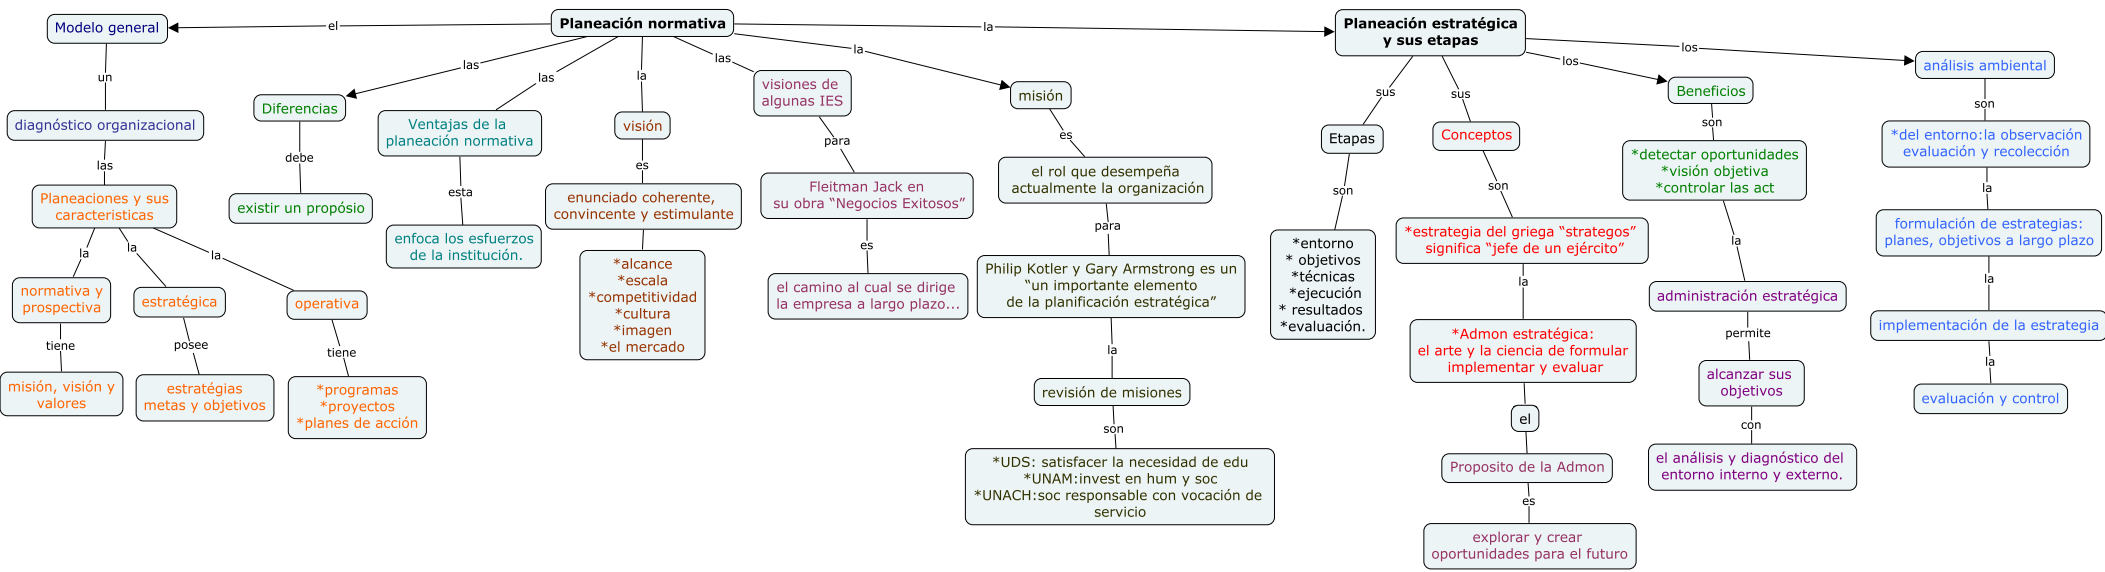 Planeación normativa
el
Modelo general
un
diagnóstico organizacional
las
Planeaciones y sus
caracteristicas
la
normativa y
prospectiva
tiene
misión, visión y
valores
la
estratégica
posee
estratégias
metas y objetivos
la
operativa
tiene
*programas
*proyectos
*planes de acción
las
Diferencias
debe
existir un propósio
las
Ventajas de la
planeación normativa
esta
enfoca los esfuerzos
de la institución.
la
visión
es
enunciado coherente,
convincente y estimulante
*alcance
*escala
*competitividad
*cultura
*imagen
*el mercado
las
visiones de
algunas IES
para
Fleitman Jack en
su obra “Negocios Exitosos”
es
el camino al cual se dirige
la empresa a largo plazo...
la
misión
es
el rol que desempeña
actualmente la organización
para
Philip Kotler y Gary Armstrong es un
“un importante elemento
de la planificación estratégica”
la
revisión de misiones
son
*UDS: satisfacer la necesidad de edu
*UNAM:invest en hum y soc
*UNACH:soc responsable con vocación de
servicio
la
Planeación estratégica
y sus etapas
sus
Etapas
son
*entorno
* objetivos
*técnicas
*ejecución
* resultados
*evaluación.
sus
Conceptos
son
*estrategia del griega “strategos”
significa “jefe de un ejército”
la
*Admon estratégica:
el arte y la ciencia de formular
implementar y evaluar
el
Proposito de la Admon
es
explorar y crear
oportunidades para el futuro
los
Beneficios
son
*detectar oportunidades
*visión objetiva
*controlar las act
la
administración estratégica
permite
alcanzar sus
objetivos
con
el análisis y diagnóstico del
entorno interno y externo.
los
análisis ambiental
son
*del entorno:la observación
evaluación y recolección
la
formulación de estrategias:
planes, objetivos a largo plazo
la
implementación de la estrategia
la
evaluación y control